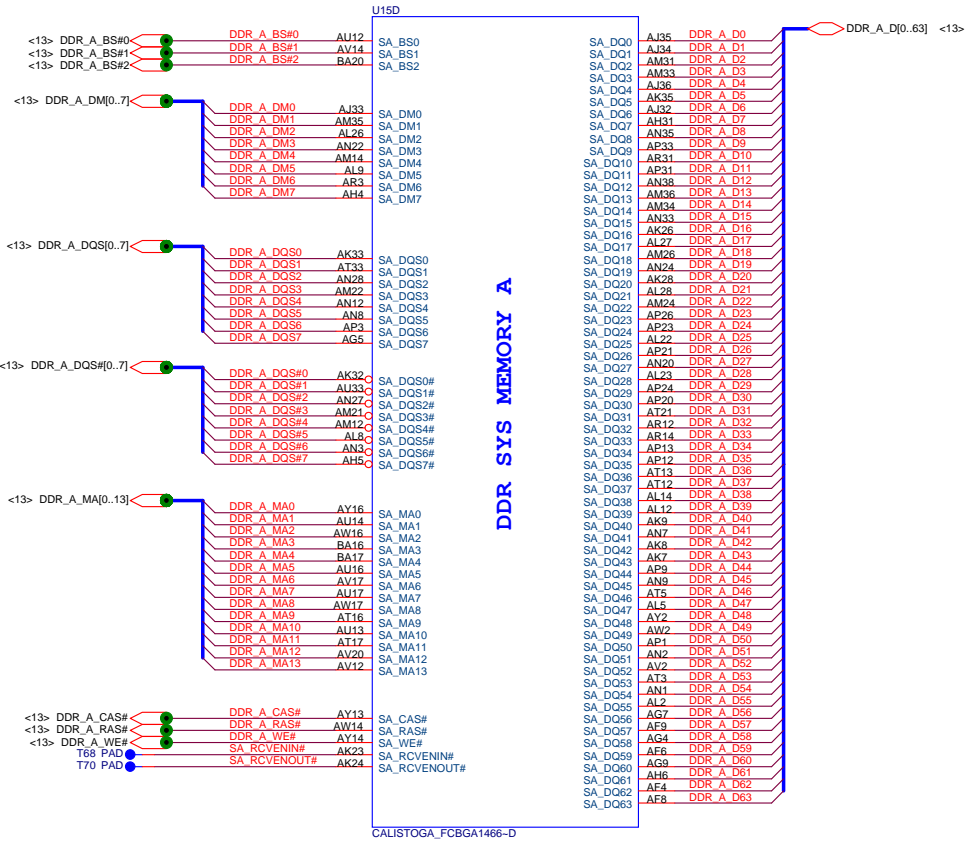 U15D
<13> DDR_A_BS#0 DDR_A_BS#0 AU12 SA_BS0
<13> DDR_A_BS#1 DDR_A_BS#1 AV14 SA_BS1
<13> DDR_A_BS#2 DDR_A_BS#2 BA20 SA_BS2
<13> DDR_A_DM[0..7]
DDR_A_DM0 AJ33 SA_DM0
DDR_A_DM1 AM35 SA_DM1
DDR_A_DM2 AL26 SA_DM2
DDR_A_DM3 AN22 SA_DM3
DDR_A_DM4 AM14 SA_DM4
DDR_A_DM5 AL9 SA_DM5
DDR_A_DM6 AR3 SA_DM6
DDR_A_DM7 AH4 SA_DM7
<13> DDR_A_DQS[0..7]
DDR_A_DQS0 AK33 SA_DQS0
DDR_A_DQS1 AT33 SA_DQS1
DDR_A_DQS2 AN28 SA_DQS2
DDR_A_DQS3 AM22 SA_DQS3
DDR_A_DQS4 AN12 SA_DQS4
DDR_A_DQS5 AN8 SA_DQS5
DDR_A_DQS6 AP3 SA_DQS6
DDR_A_DQS7 AG5 SA_DQS7
<13> DDR_A_DQS#[0..7]
DDR_A_DQS#0 AK32 SA_DQS0#
DDR_A_DQS#1 AU33 SA_DQS1#
DDR_A_DQS#2 AN27 SA_DQS2#
DDR_A_DQS#3 AM21 SA_DQS3#
DDR_A_DQS#4 AM12 SA_DQS4#
DDR_A_DQS#5 AL8 SA_DQS5#
DDR_A_DQS#6 AN3 SA_DQS6#
DDR_A_DQS#7 AH5 SA_DQS7#
<13> DDR_A_MA[0..13]
DDR_A_MA0 AY16 SA_MA0
DDR_A_MA1 AU14 SA_MA1
DDR_A_MA2 AW16 SA_MA2
DDR_A_MA3 BA16 SA_MA3
DDR_A_MA4 BA17 SA_MA4
DDR_A_MA5 AU16 SA_MA5
DDR_A_MA6 AV17 SA_MA6
DDR_A_MA7 AU17 SA_MA7
DDR_A_MA8 AW17 SA_MA8
DDR_A_MA9 AT16 SA_MA9
DDR_A_MA10 AU13 SA_MA10
DDR_A_MA11 AT17 SA_MA11
DDR_A_MA12 AV20 SA_MA12
DDR_A_MA13 AV12 SA_MA13
<13> DDR_A_CAS# DDR_A_CAS# AY13 SA_CAS#
<13> DDR_A_RAS# DDR_A_RAS# AW14 SA_RAS#
<13> DDR_A_WE# DDR_A_WE# AY14 SA_WE#
T68 PAD SA_RCVENIN# AK23 SA_RCVENIN#
T70 PAD SA_RCVENOUT# AK24 SA_RCVENOUT#
DDR SYS MEMORY A
SA_DQ0 AJ35 DDR_A_D0
SA_DQ1 AJ34 DDR_A_D1
SA_DQ2 AM31 DDR_A_D2
SA_DQ3 AM33 DDR_A_D3
SA_DQ4 AJ36 DDR_A_D4
SA_DQ5 AK35 DDR_A_D5
SA_DQ6 AJ32 DDR_A_D6
SA_DQ7 AH31 DDR_A_D7
SA_DQ8 AN35 DDR_A_D8
SA_DQ9 AP33 DDR_A_D9
SA_DQ10 AR31 DDR_A_D10
SA_DQ11 AP31 DDR_A_D11
SA_DQ12 AN38 DDR_A_D12
SA_DQ13 AM36 DDR_A_D13
SA_DQ14 AM34 DDR_A_D14
SA_DQ15 AN33 DDR_A_D15
SA_DQ16 AK26 DDR_A_D16
SA_DQ17 AL27 DDR_A_D17
SA_DQ18 AM26 DDR_A_D18
SA_DQ19 AN24 DDR_A_D19
SA_DQ20 AK28 DDR_A_D20
SA_DQ21 AL28 DDR_A_D21
SA_DQ22 AM24 DDR_A_D22
SA_DQ23 AP26 DDR_A_D23
SA_DQ24 AP23 DDR_A_D24
SA_DQ25 AL22 DDR_A_D25
SA_DQ26 AP21 DDR_A_D26
SA_DQ27 AN20 DDR_A_D27
SA_DQ28 AL23 DDR_A_D28
SA_DQ29 AP24 DDR_A_D29
SA_DQ30 AP20 DDR_A_D30
SA_DQ31 AT21 DDR_A_D31
SA_DQ32 AR12 DDR_A_D32
SA_DQ33 AR14 DDR_A_D33
SA_DQ34 AP13 DDR_A_D34
SA_DQ35 AP12 DDR_A_D35
SA_DQ36 AT13 DDR_A_D36
SA_DQ37 AT12 DDR_A_D37
SA_DQ38 AL14 DDR_A_D38
SA_DQ39 AL12 DDR_A_D39
SA_DQ40 AK9 DDR_A_D40
SA_DQ41 AN7 DDR_A_D41
SA_DQ42 AK8 DDR_A_D42
SA_DQ43 AK7 DDR_A_D43
SA_DQ44 AP9 DDR_A_D44
SA_DQ45 AN9 DDR_A_D45
SA_DQ46 AT5 DDR_A_D46
SA_DQ47 AL5 DDR_A_D47
SA_DQ48 AY2 DDR_A_D48
SA_DQ49 AW2 DDR_A_D49
SA_DQ50 AP1 DDR_A_D50
SA_DQ51 AN2 DDR_A_D51
SA_DQ52 AV2 DDR_A_D52
SA_DQ53 AT3 DDR_A_D53
SA_DQ54 AN1 DDR_A_D54
SA_DQ55 AL2 DDR_A_D55
SA_DQ56 AG7 DDR_A_D56
SA_DQ57 AF9 DDR_A_D57
SA_DQ58 AG4 DDR_A_D58
SA_DQ59 AF6 DDR_A_D59
SA_DQ60 AG9 DDR_A_D60
SA_DQ61 AH6 DDR_A_D61
SA_DQ62 AF4 DDR_A_D62
SA_DQ63 AF8 DDR_A_D63
DDR_A_D[0..63] <13>
CALISTOGA_FCBGA1466~D